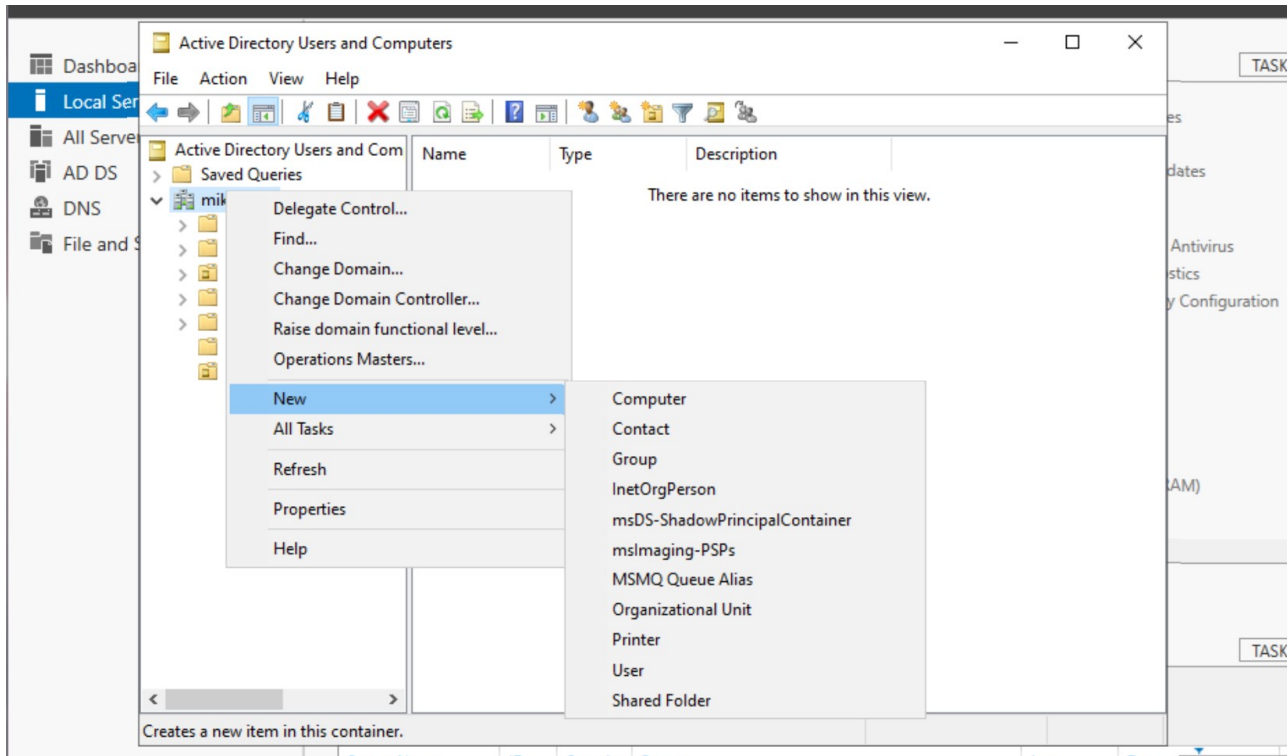 Active Directory Users and Computers
File Action View Help
Dashboa
Local Ser
All Server
AD DS
DNS
File and S
TASK
Active Directory Users and Com
Saved Queries
mik
Name Type Description
There are no items to show in this view.
Delegate Control...
Find...
Change Domain...
Change Domain Controller...
Raise domain functional level...
Operations Masters...
New
All Tasks
Refresh
Properties
Help
Computer
Contact
Group
InetOrgPerson
msDS-ShadowPrincipalContainer
msImaging-PSPs
MSMQ Queue Alias
Organizational Unit
Printer
User
Shared Folder
Creates a new item in this container.
es
dates
Antivirus
stics
y Configuration
AM)
TASK